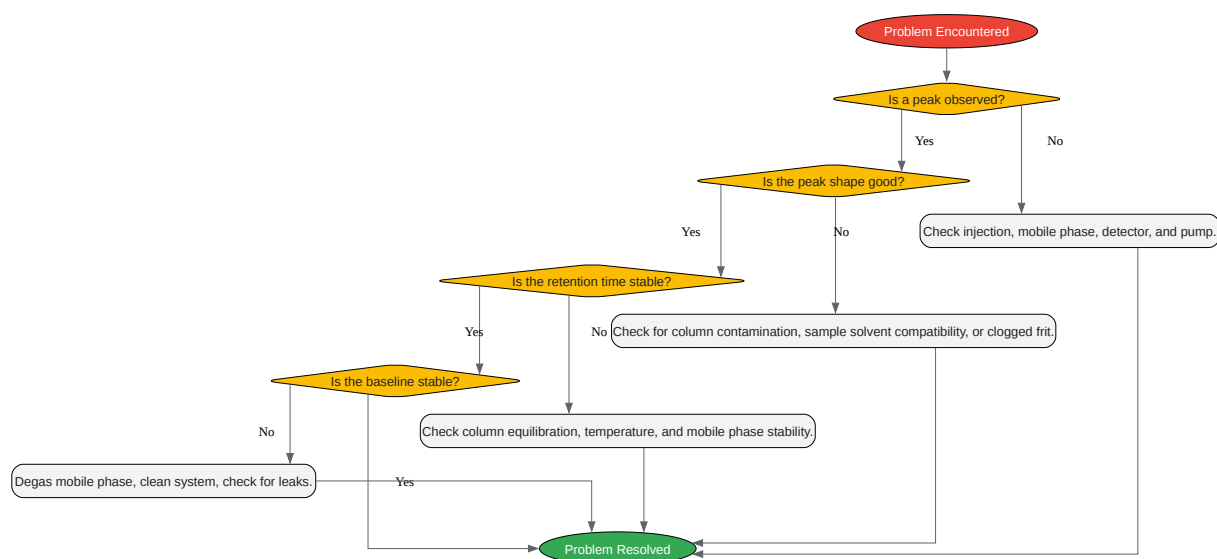 Problem Encountered
Is a peak observed?
Yes
No
Is the peak shape good?
Check injection, mobile phase, detector, and pump.
Yes
No
Is the retention time stable?
Yes
No
Check for column contamination, sample solvent compatibility, or clogged frit.
Is the baseline stable?
No
Check column equilibration, temperature, and mobile phase stability.
Degas mobile phase, clean system, check for leaks.
Yes
Problem Resolved